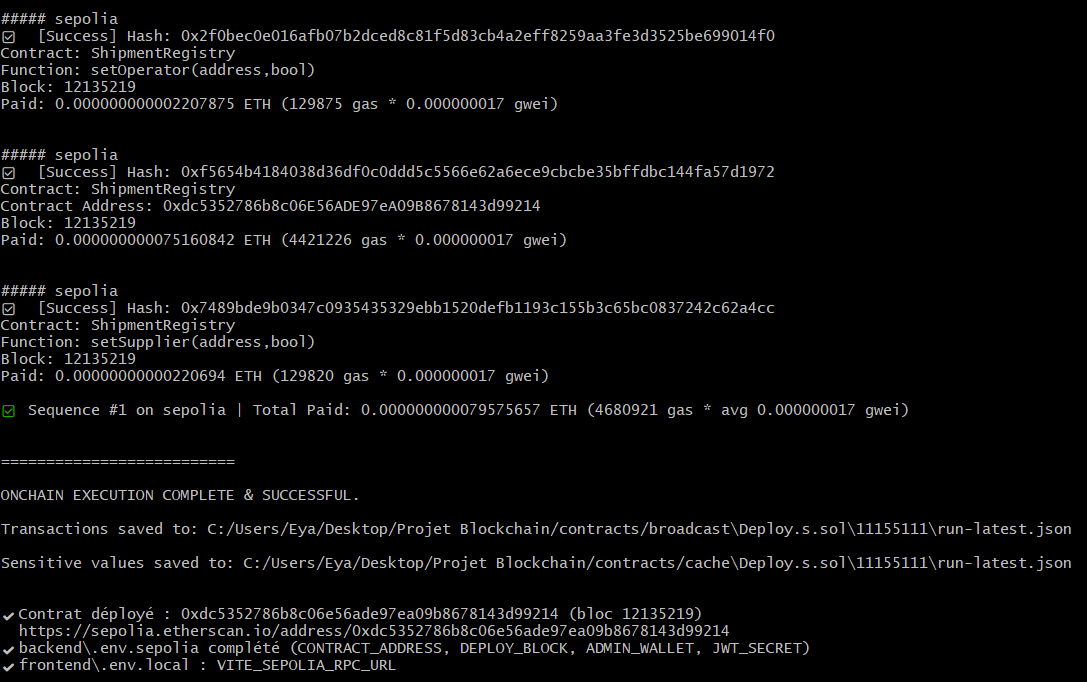 ##### sepolia
☑ [Success] Hash: 0x2f0bec0e016afb07b2dced8c81f5d83cb4a2eff8259aa3fe3d3525be699014f0
Contract: ShipmentRegistry
Function: setOperator(address,bool)
Block: 12135219
Paid: 0.000000000002207875 ETH (129875 gas * 0.000000017 gwei)
##### sepolia
☑ [Success] Hash: 0xf5654b4184038d36df0c0ddd5c5566e62a6ece9cbcbe35bffdbc144fa57d1972
Contract: ShipmentRegistry
Contract Address: 0xdc5352786b8c06E56ADE97eA09B8678143d99214
Block: 12135219
Paid: 0.000000000075160842 ETH (4421226 gas * 0.000000017 gwei)
##### sepolia
☑ [Success] Hash: 0x7489bde9b0347c0935435329ebb1520defb1193c155b3c65bc0837242c62a4cc
Contract: ShipmentRegistry
Function: setSupplier(address,bool)
Block: 12135219
Paid: 0.00000000000220694 ETH (129820 gas * 0.000000017 gwei)
☑ Sequence #1 on sepolia | Total Paid: 0.000000000079575657 ETH (4680921 gas * avg 0.000000017 gwei)
==========================
ONCHAIN EXECUTION COMPLETE & SUCCESSFUL.
Transactions saved to: C:/Users/Eya/Desktop/Projet Blockchain/contracts/broadcast\Deploy.s.sol\11155111\run-latest.json
Sensitive values saved to: C:/Users/Eya/Desktop/Projet Blockchain/contracts/cache\Deploy.s.sol\11155111\run-latest.json
✔ Contrat déployé : 0xdc5352786b8c06e56ade97ea09b8678143d99214 (bloc 12135219)
https://sepolia.etherscan.io/address/0xdc5352786b8c06e56ade97ea09b8678143d99214
✔ backend\.env.sepolia complété (CONTRACT_ADDRESS, DEPLOY_BLOCK, ADMIN_WALLET, JWT_SECRET)
✔ frontend\.env.local : VITE_SEPOLIA_RPC_URL